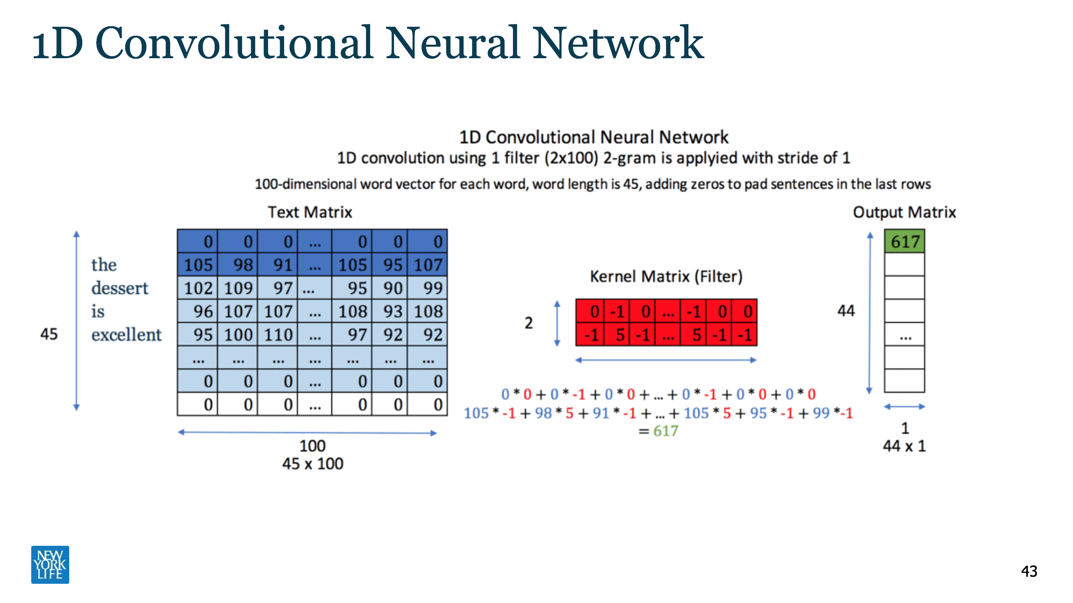 1D Convolutional Neural Network
1D Convolutional Neural Network
1D convolution using 1 filter (2x100) 2-gram is applyied with stride of 1
100-dimensional word vector for each word, word length is 45, adding zeros to pad sentences in the last rows
Text Matrix
45
the
dessert
is
excellent
0 0 0 ... 0 0 0
105 98 91 ... 105 95 107
102 109 97 ... 95 90 99
96 107 107 ... 108 93 108
95 100 110 ... 97 92 92
... ... ... ... ... ... ...
0 0 0 ... 0 0 0
0 0 0 ... 0 0 0
100
45 x 100
Kernel Matrix (Filter)
2
0 -1 0 ... -1 0 0
-1 5 -1 ... 5 -1 -1
0 * 0 + 0 * -1 + 0 * 0 + ... + 0 * -1 + 0 * 0 + 0 * 0
105 * -1 + 98 * 5 + 91 * -1 + ... + 105 * 5 + 95 * -1 + 99 * -1
= 617
Output Matrix
44
617
...
1
44 x 1
NEW
YORK
LIFE
43